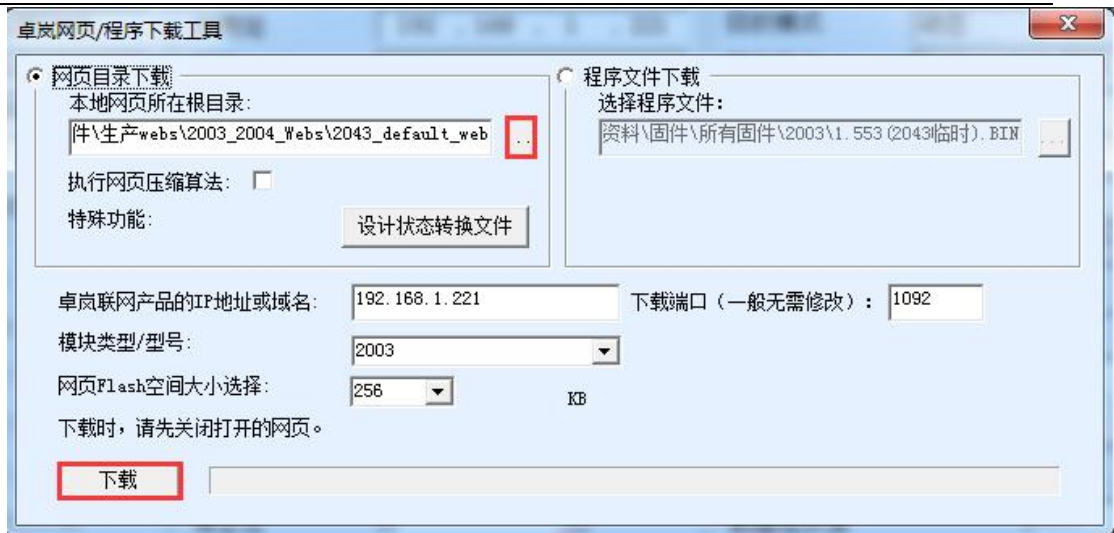 卓岚网页/程序下载工具
网页目录下载
本地网页所在根目录:
件\生产webs\2003_2004_Webs\2043_default_web
..
执行网页压缩算法:
特殊功能:
设计状态转换文件
程序文件下载
选择程序文件:
资料\固件\所有固件\2003\1.553(2043临时).BIN
...
卓岚联网产品的IP地址或域名:
192.168.1.221
下载端口（一般无需修改）:
1092
模块类型/型号:
2003
网页Flash空间大小选择:
256
KB
下载时，请先关闭打开的网页。
下载